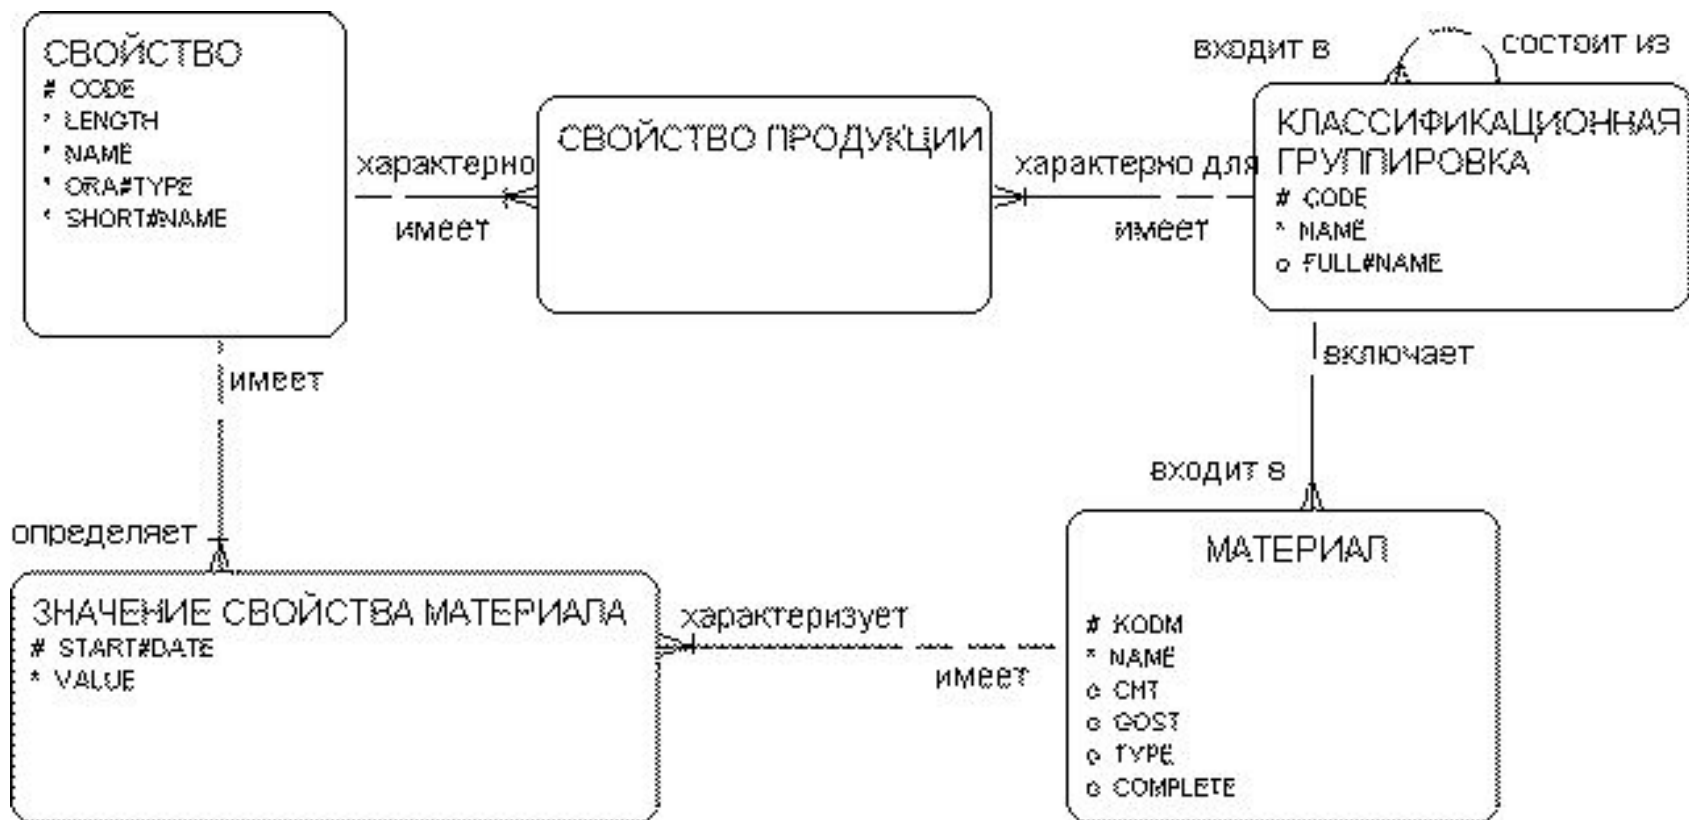 СВОЙСТВО
# CODE
* LENGTH
* NAME
* ORA#TYPE
* SHORT#NAME
характерно
имеет
СВОЙСТВО ПРОДУКЦИИ
характерно для
имеет
входит в
состоит из
КЛАССИФИКАЦИОННАЯ
ГРУППИРОВКА
# CODE
* NAME
o FULL#NAME
имеет
определяет
включает
входит в
ЗНАЧЕНИЕ СВОЙСТВА МАТЕРИАЛА
# START#DATE
* VALUE
характеризует
имеет
МАТЕРИАЛ
# KODM
* NAME
o CMT
o GOST
o TYPE
o COMPLETE